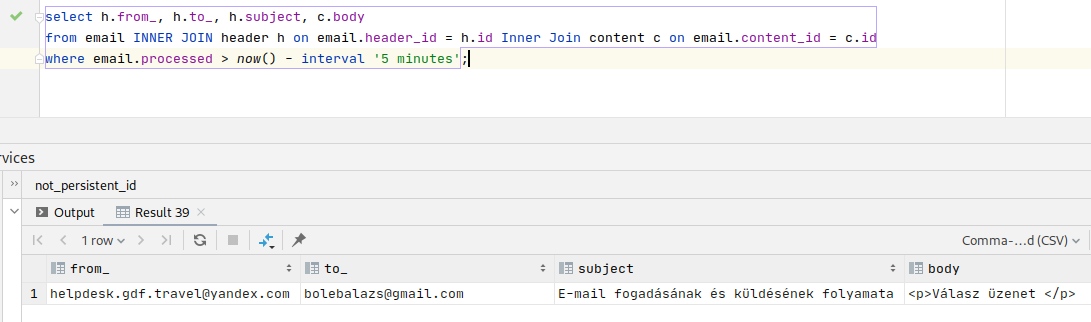 select h.from_, h.to_, h.subject, c.body
from email INNER JOIN header h on email.header_id = h.id Inner Join content c on email.content_id = c.id
where email.processed > now() - interval '5 minutes';
rvices
not_persistent_id
Output
Result 39
1 row
Comma-...d (CSV)
from_ to_ subject body
1 helpdesk.gdf.travel@yandex.com bolebalazs@gmail.com E-mail fogadásának és küldésének folyamata <p>Válasz üzenet </p>